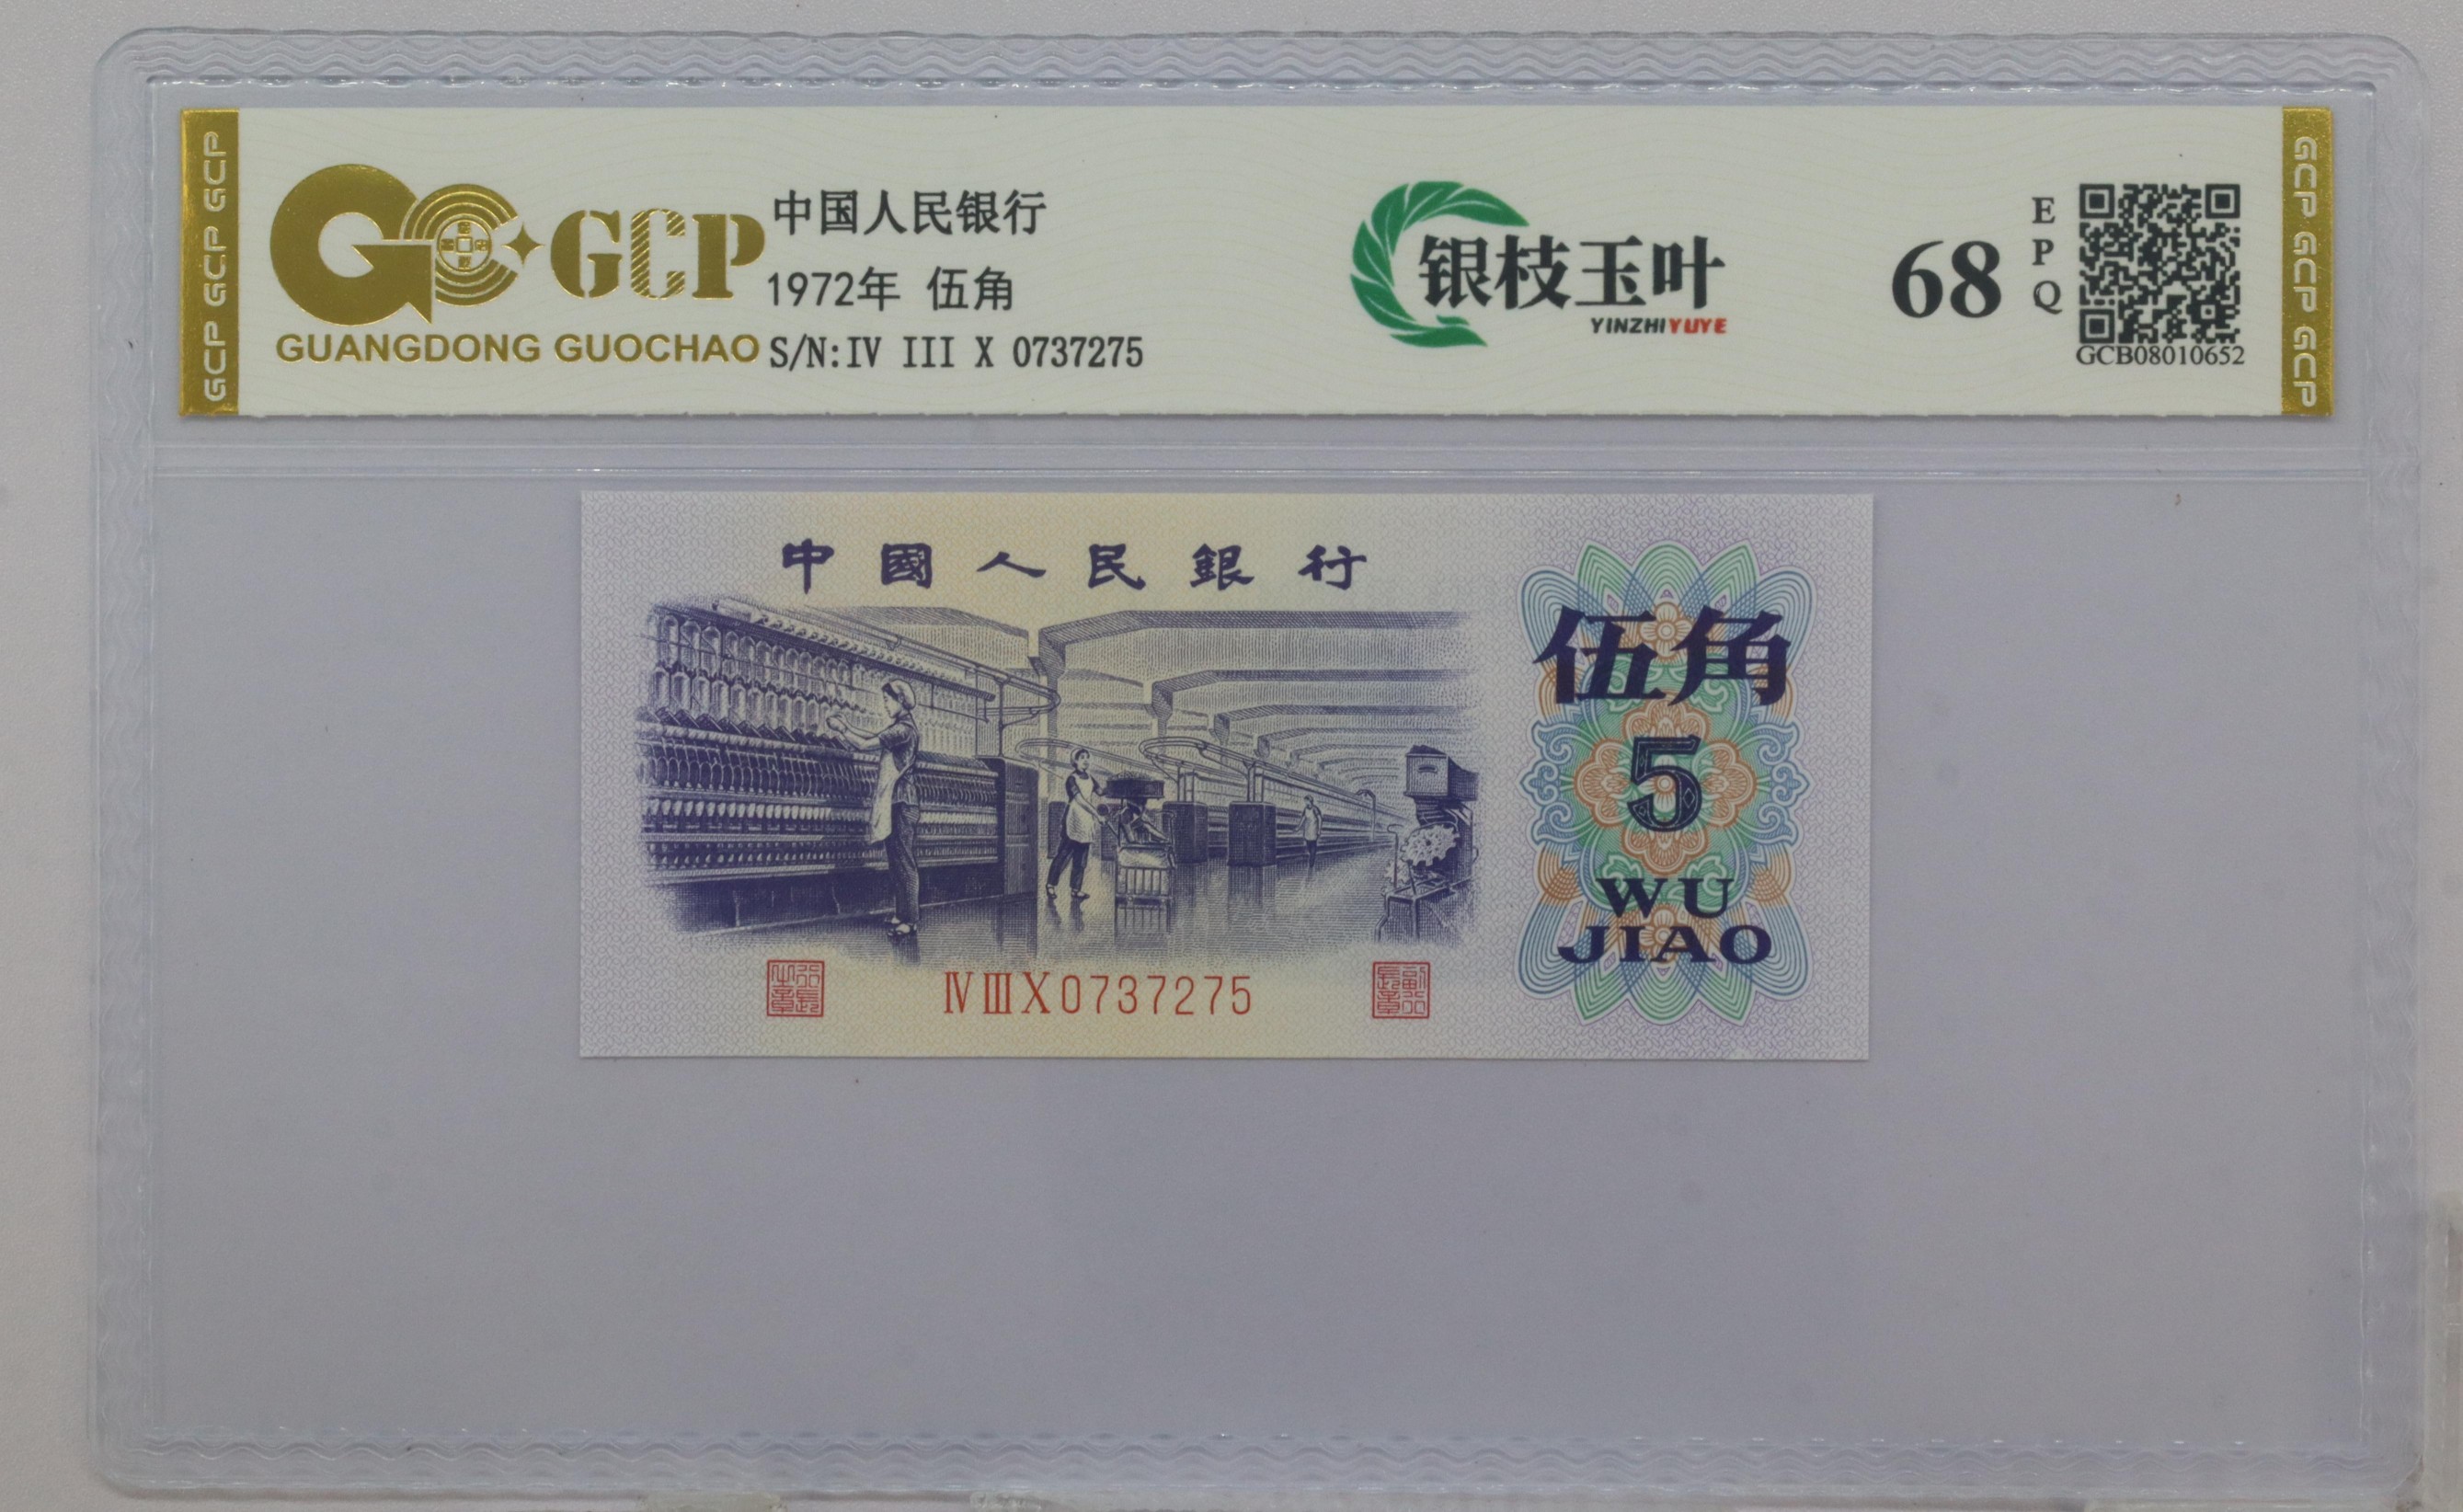 GCP GCP GCP
GCP
GUANGDONG GUOCHAO
中国人民银行
1972年 伍角
S/N:IV III X 0737275
银枝玉叶
YINZHIYUYE
68
EPQ
GCB08010652
GCP GCP GCP
中國人民銀行
伍角
5
WU
JIAO
ⅣⅢX0737275